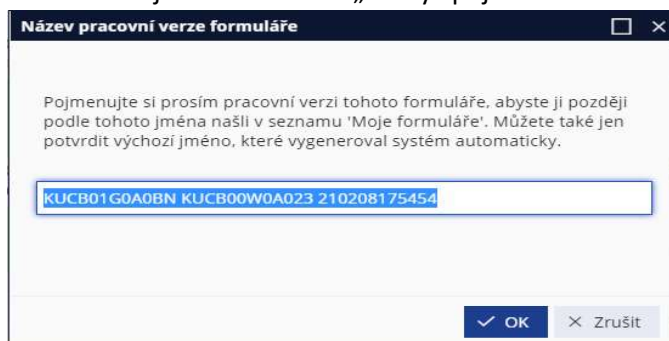 Název pracovní verze formuláře
Pojmenujte si prosím pracovní verzi tohoto formuláře, abyste ji později
podle tohoto jména našli v seznamu 'Moje formuláře'. Můžete také jen
potvrdit výchozí jméno, které vygeneroval systém automaticky.
KUCB01G0A0BN KUCB00W0A023 210208175454
OK
Zrušit